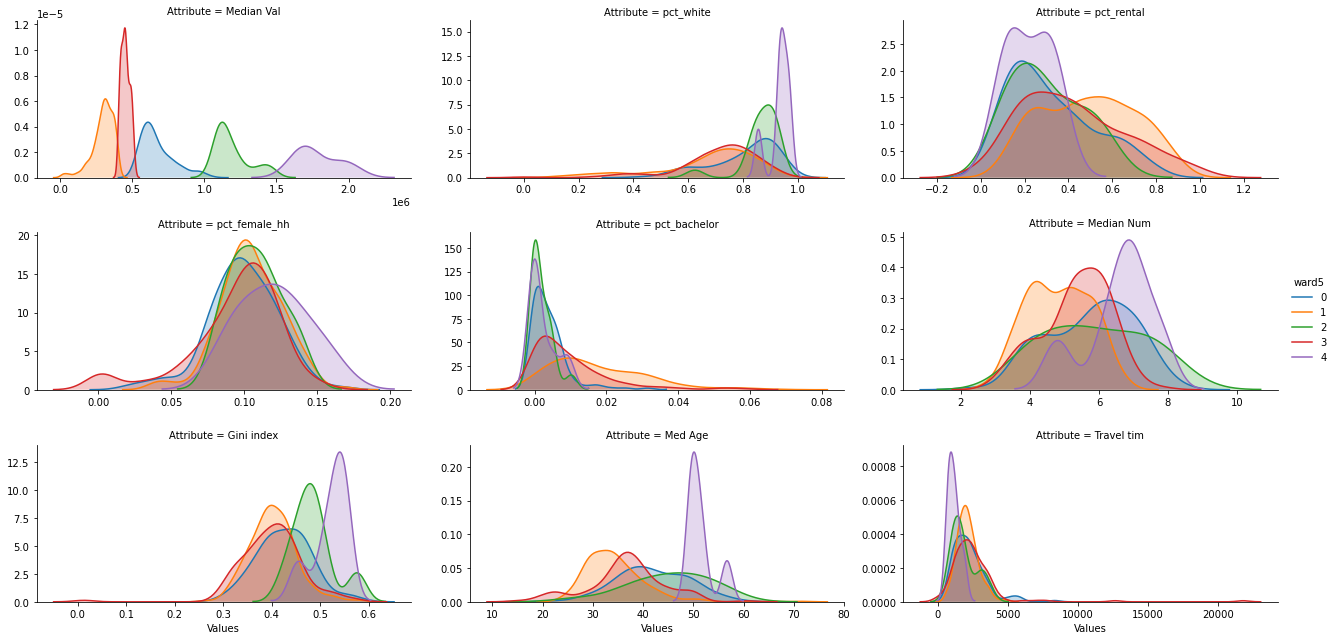 Attribute = Median Val
1e−5
1.2
1.0
0.8
0.6
0.4
0.2
0.0
0.0 0.5 1.0 1.5 2.0
1e6
Attribute = pct_white
15.0
12.5
10.0
7.5
5.0
2.5
0.0
0.0 0.2 0.4 0.6 0.8 1.0
Attribute = pct_rental
2.5
2.0
1.5
1.0
0.5
0.0
−0.2 0.0 0.2 0.4 0.6 0.8 1.0 1.2
Attribute = pct_female_hh
20
15
10
5
0
0.00 0.05 0.10 0.15 0.20
Attribute = pct_bachelor
150
125
100
75
50
25
0
0.00 0.02 0.04 0.06 0.08
Attribute = Median Num
0.5
0.4
0.3
0.2
0.1
0.0
2 4 6 8 10
ward5
0
1
2
3
4
Attribute = Gini index
12.5
10.0
7.5
5.0
2.5
0.0
0.0 0.1 0.2 0.3 0.4 0.5 0.6
Values
Attribute = Med Age
0.20
0.15
0.10
0.05
0.00
10 20 30 40 50 60 70 80
Values
Attribute = Travel tim
0.0008
0.0006
0.0004
0.0002
0.0000
0 5000 10000 15000 20000
Values